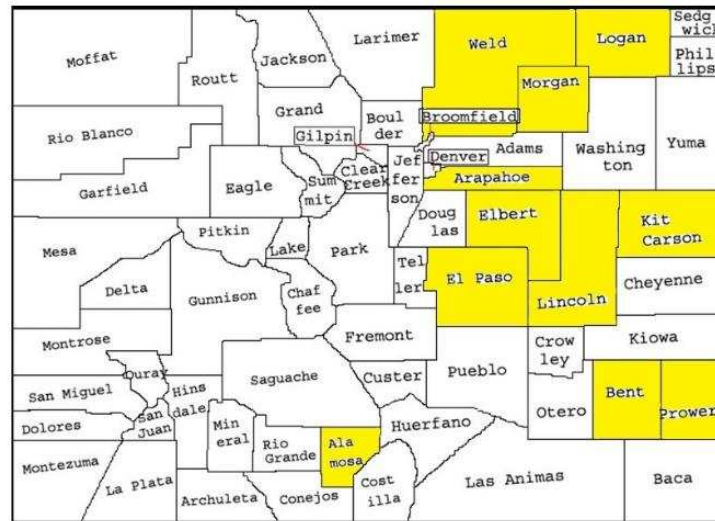 Moffat
Routt
Jackson
Larimer
Weld
Logan
Sedg
wick
Phil
lips
Morgan
Grand
Rio Blanco
Gilpin
Boul
der
Broomfield
Adams
Washing
ton
Yuma
Garfield
Eagle
Sum
mit
Clear
Creek
Jef
fer
son
Denver
Arapahoe
Mesa
Pitkin
Lake
Park
Doug
las
Elbert
Kit
Carson
Delta
Gunnison
Chaf
fee
Tel
ler
El Paso
Lincoln
Cheyenne
Montrose
Fremont
Crow
ley
Kiowa
Ouray
San Miguel
Hins
dale
Saguache
Custer
Pueblo
Otero
Bent
Prower
Dolores
San
Juan
Min
eral
Rio
Grande
Ala
mosa
Huerfano
Montezuma
La Plata
Archuleta
Conejos
Cost
illa
Las Animas
Baca